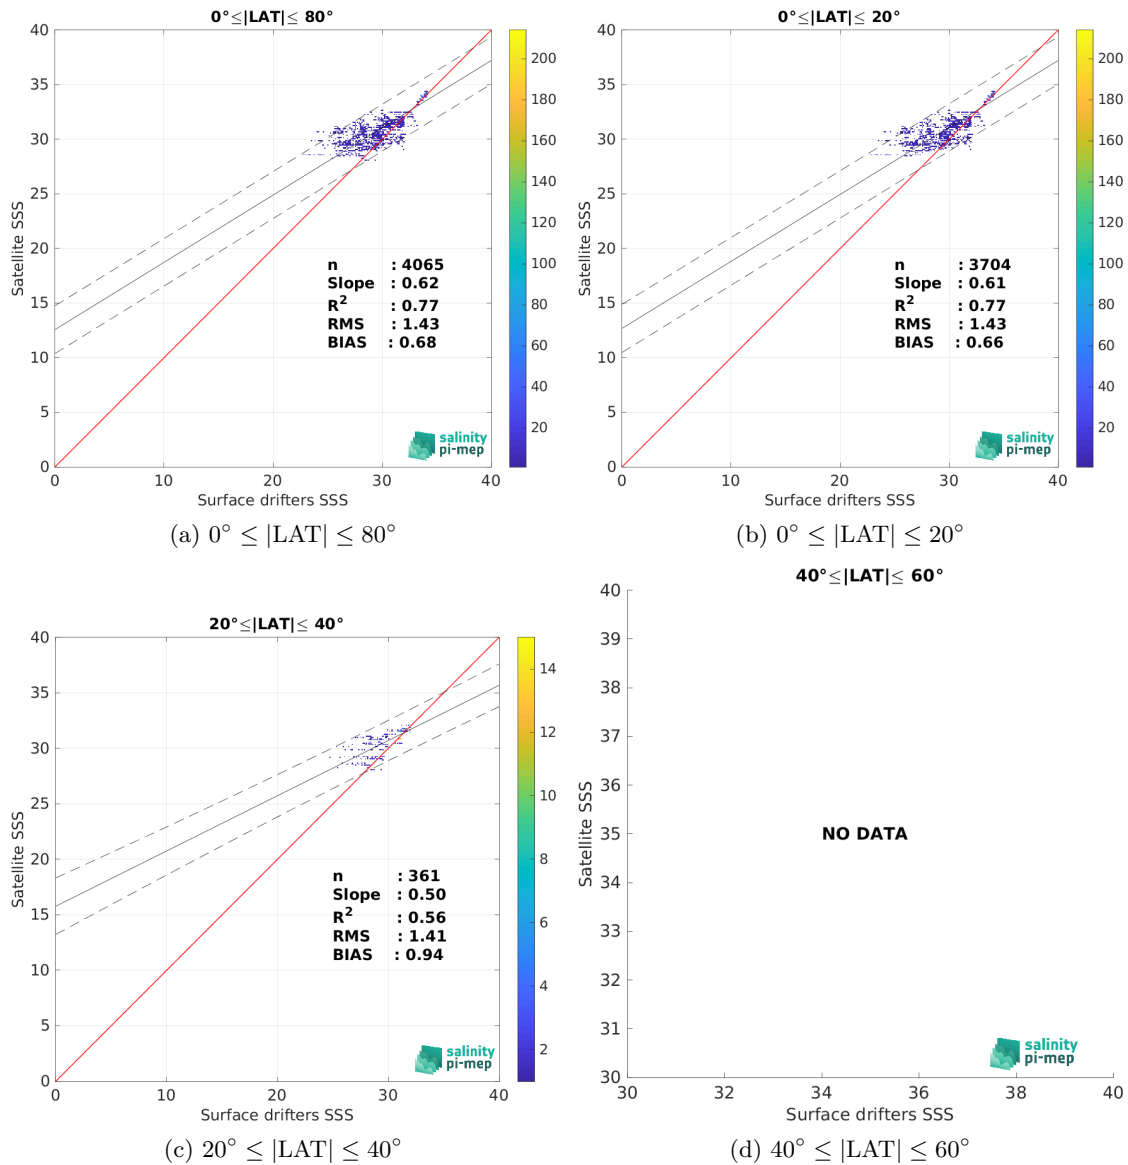 0°≤|LAT|≤ 80°
40
35
30
25
20
15
10
5
0
0
10
20
30
40
Satellite SSS
Surface drifters SSS
n : 4065
Slope : 0.62
R² : 0.77
RMS : 1.43
BIAS : 0.68
salinity
pi-mep
200
180
160
140
120
100
80
60
40
20
(a) 0° ≤ |LAT| ≤ 80°
0°≤|LAT|≤ 20°
40
35
30
25
20
15
10
5
0
0
10
20
30
40
Satellite SSS
Surface drifters SSS
n : 3704
Slope : 0.61
R² : 0.77
RMS : 1.43
BIAS : 0.66
salinity
pi-mep
200
180
160
140
120
100
80
60
40
20
(b) 0° ≤ |LAT| ≤ 20°
20°≤|LAT|≤ 40°
40
35
30
25
20
15
10
5
0
0
10
20
30
40
Satellite SSS
Surface drifters SSS
n : 361
Slope : 0.50
R² : 0.56
RMS : 1.41
BIAS : 0.94
salinity
pi-mep
14
12
10
8
6
4
2
(c) 20° ≤ |LAT| ≤ 40°
40°≤|LAT|≤ 60°
40
39
38
37
36
35
34
33
32
31
30
30
32
34
36
38
40
Satellite SSS
Surface drifters SSS
NO DATA
salinity
pi-mep
(d) 40° ≤ |LAT| ≤ 60°